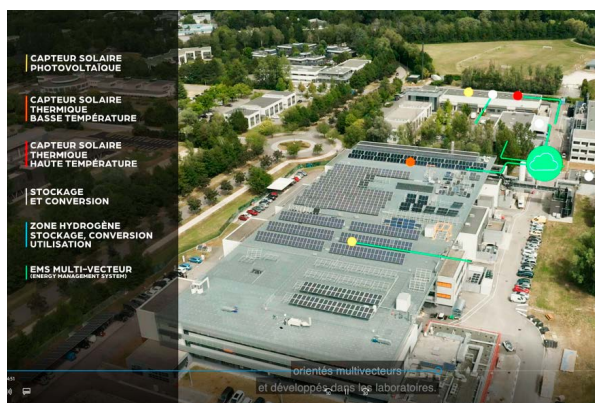 CAPTEUR SOLAIRE
PHOTOVOLTAÏQUE
CAPTEUR SOLAIRE
THERMIQUE
BASSE TEMPÉRATURE
CAPTEUR SOLAIRE
THERMIQUE
HAUTE TEMPÉRATURE
STOCKAGE
ET CONVERSION
ZONE HYDROGÈNE
STOCKAGE, CONVERSION
UTILISATION
EMS MULTI-VECTEUR
(ENERGY MANAGEMENT SYSTEM)
orientés multivecteurs
et développés dans les laboratoires.